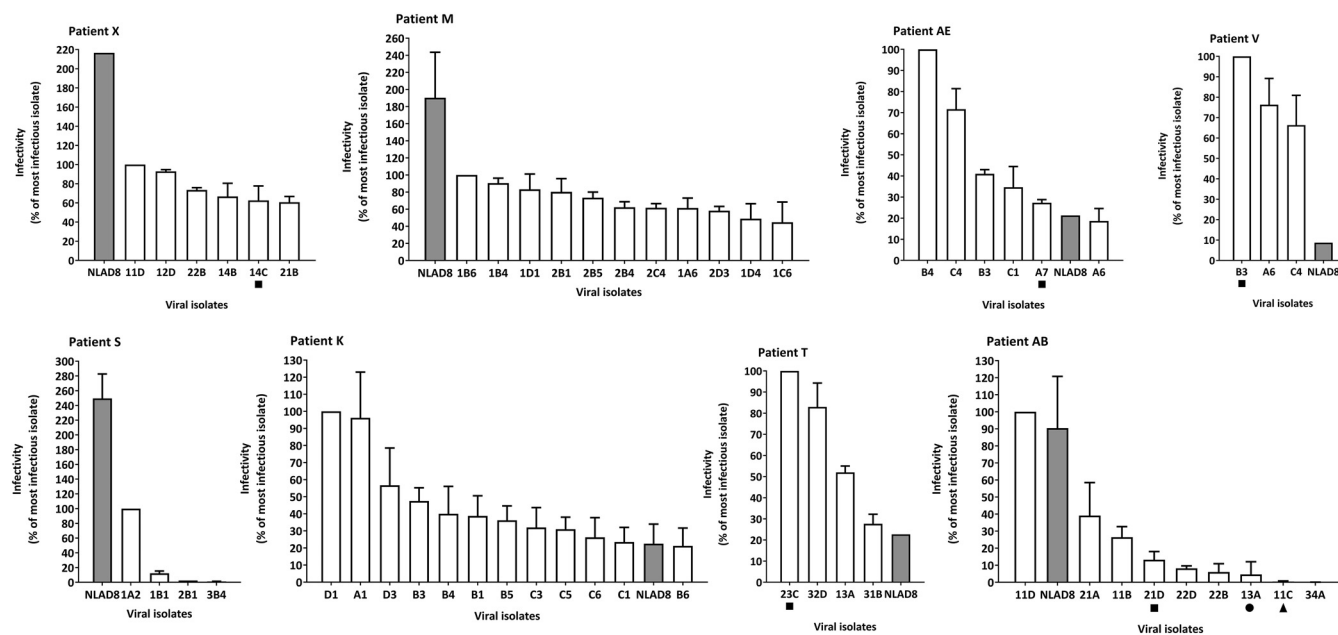 Patient X
Infectivity
(% of most infectious isolate)
220
200
180
160
140
120
100
80
60
40
20
0
NLAD8 11D 12D 22B 14B 14C 21B
Viral isolates
Patient M
Infectivity
(% of most infectious isolate)
260
240
220
200
180
160
140
120
100
80
60
40
20
0
NLAD8 1B6 1B4 1D1 2B1 2B5 2B4 2C4 1A6 2D3 1D4 1C6
Viral isolates
Patient AE
Infectivity
(% of most infectious isolate)
100
90
80
70
60
50
40
30
20
10
0
B4 C4 B3 C1 A7 NLAD8 A6
Viral isolates
Patient V
Infectivity
(% of most infectious isolate)
100
90
80
70
60
50
40
30
20
10
0
B3 A6 C4 NLAD8
Viral isolates
Patient S
Infectivity
(% of most infectious isolate)
300
280
260
240
220
200
180
160
140
120
100
80
60
40
20
0
NLAD8 1A2 1B1 2B1 3B4
Viral isolates
Patient K
Infectivity
(% of most infectious isolate)
130
120
110
100
90
80
70
60
50
40
30
20
10
0
D1 A1 D3 B3 B4 B1 B5 C3 C5 C6 C1 NLAD8 B6
Viral isolates
Patient T
Infectivity
(% of most infectious isolate)
100
90
80
70
60
50
40
30
20
10
0
23C 32D 13A 31B NLAD8
Viral isolates
Patient AB
Infectivity
(% of most infectious isolate)
130
120
110
100
90
80
70
60
50
40
30
20
10
0
11D NLAD8 21A 11B 21D 22D 22B 13A 11C 34A
Viral isolates